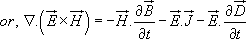 or, ∇.(E⃗×H⃗) = −H⃗.∂B⃗/∂t − E⃗.J⃗ − E⃗.∂D⃗/∂t